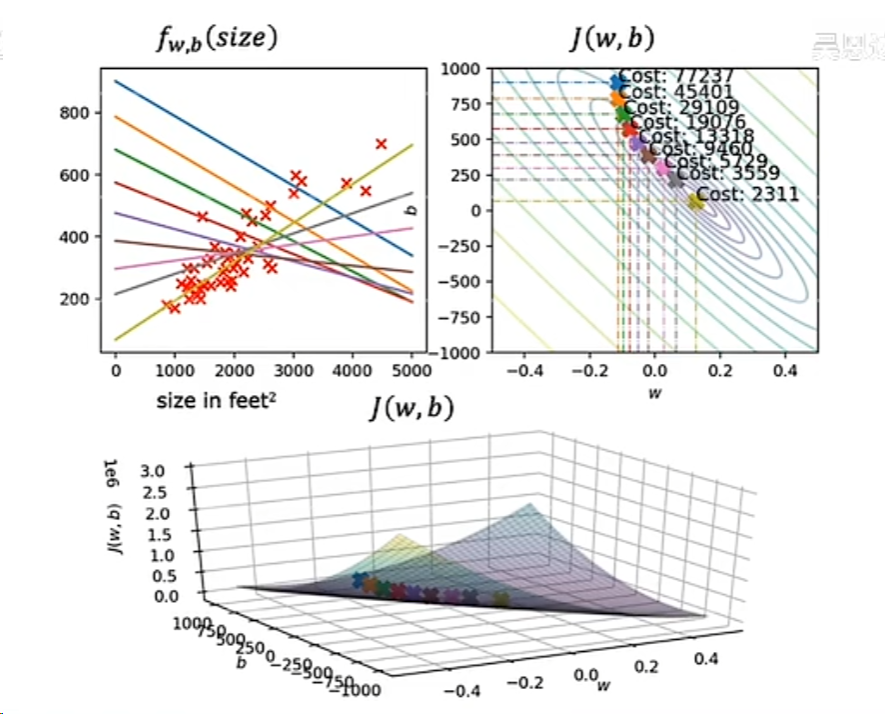 f_{w,b}(size)
800
600
400
200
0 1000 2000 3000 4000 5000
size in feet²
J(w, b)
1000
750
500
250
0
−250
−500
−750
−1000
b
Cost: 77237
Cost: 45401
Cost: 29109
Cost: 19076
Cost: 13318
Cost: 9460
Cost: 5729
Cost: 3559
Cost: 2311
−0.4 −0.2 0.0 0.2 0.4
w
J(w, b)
1e6
J(w, b)
3.0
2.5
2.0
1.5
1.0
0.5
0.0
1000
750
500
250
0
−250
−500
−750
−1000
b
−0.4 −0.2 0.0 0.2 0.4
w